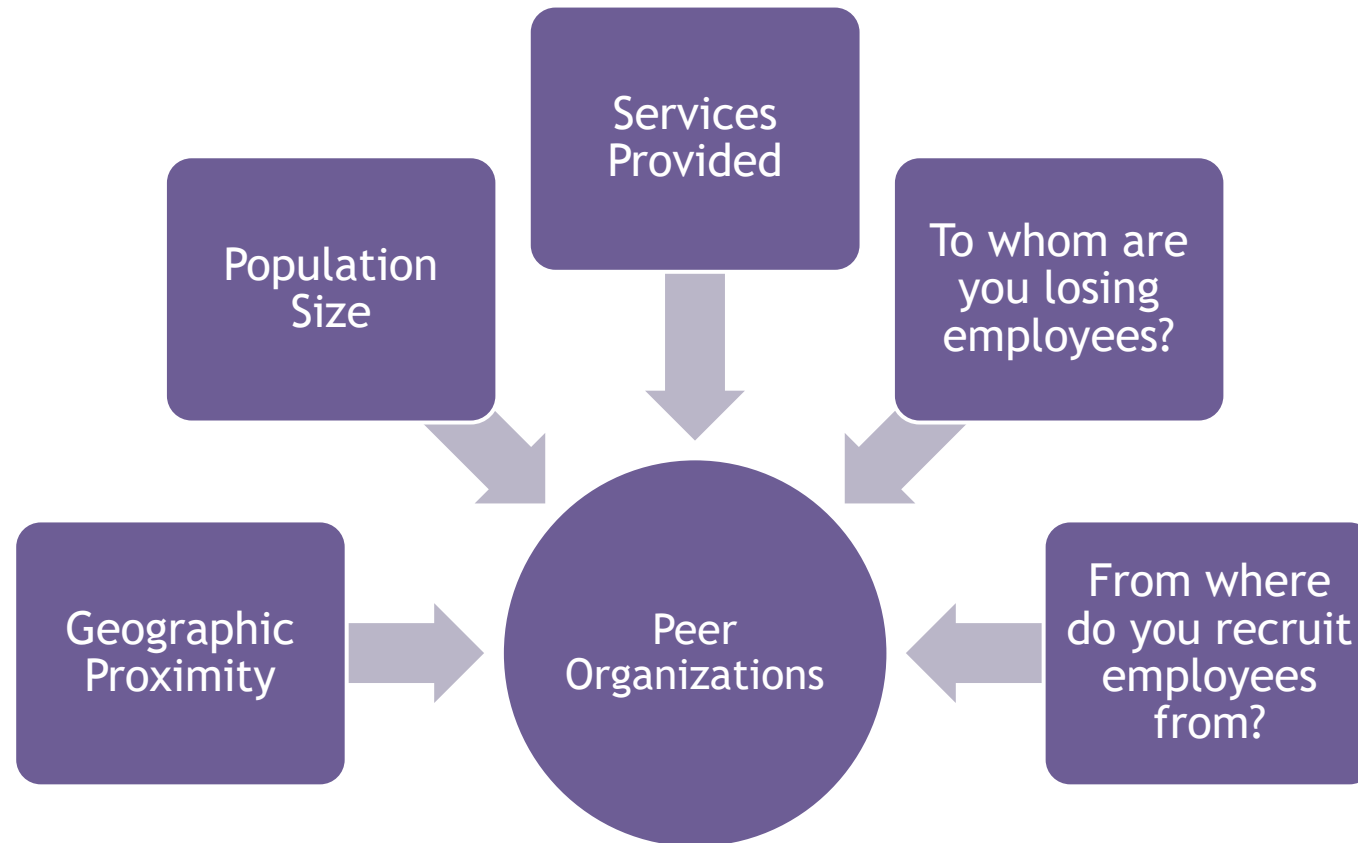 Services
Provided
Population
Size
To whom are
you losing
employees?
Geographic
Proximity
Peer
Organizations
From where
do you recruit
employees
from?